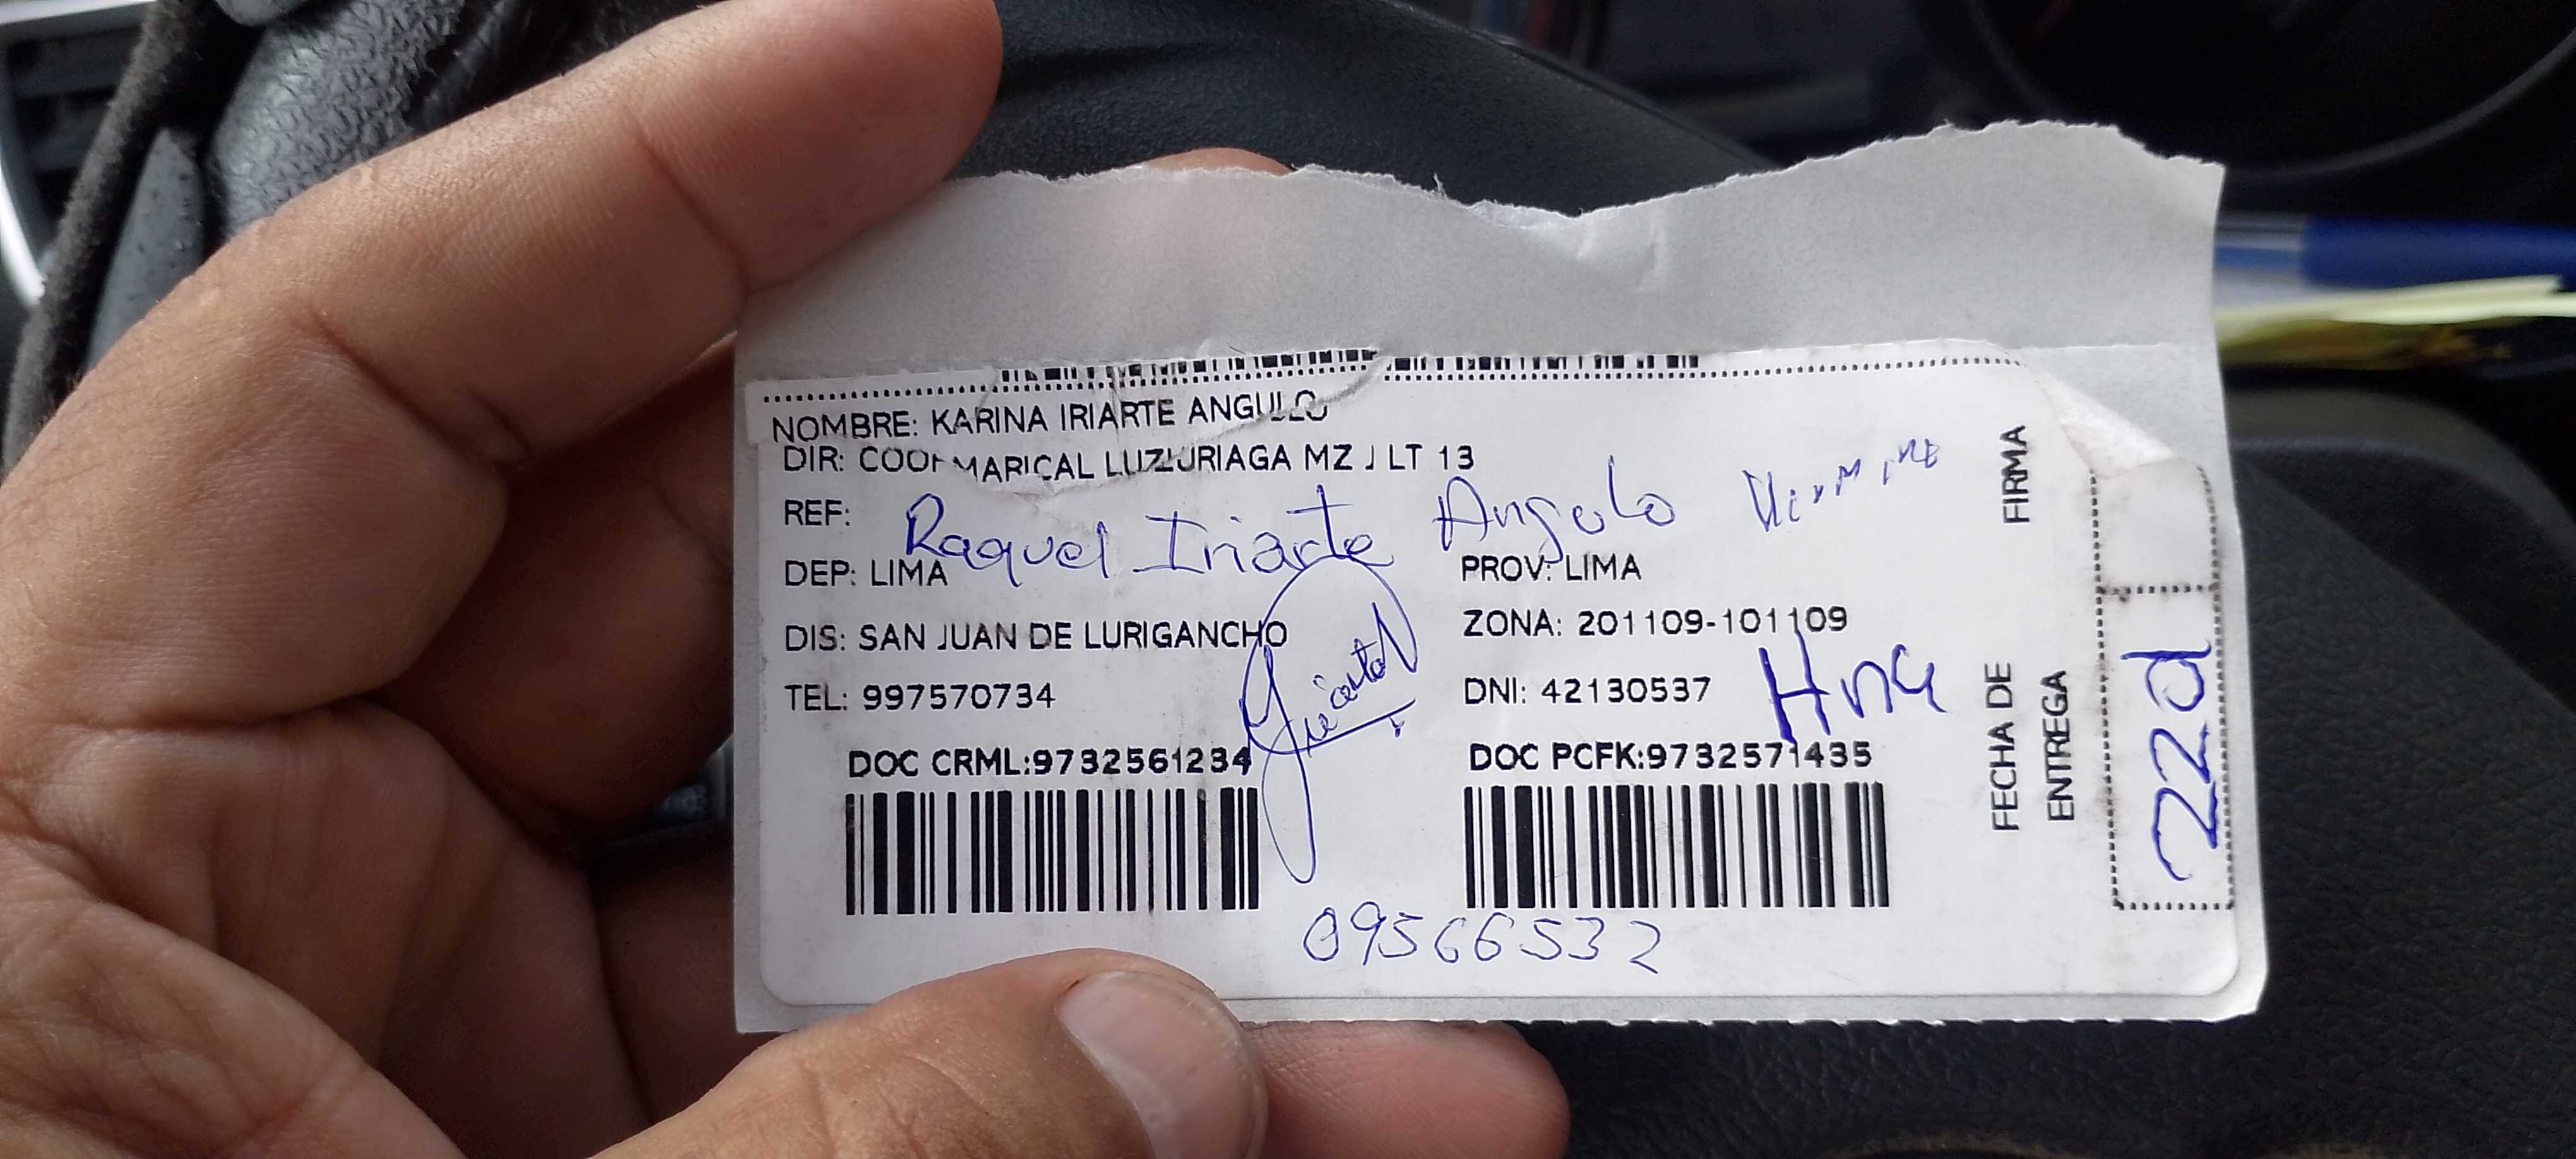 NOMBRE: KARINA IRIARTE ANGULO
DIR: COOP MARICAL LUZURIAGA MZ J LT 13
REF:
Raquel Iriarte Angulo
DEP: LIMA
PROV: LIMA
DIS: SAN JUAN DE LURIGANCHO
ZONA: 201109-101109
TEL: 997570734
DNI: 42130537
Hna
DOC CRML:9732561234
DOC PCFK:9732571435
09566532
FIRMA
FECHA DE
ENTREGA